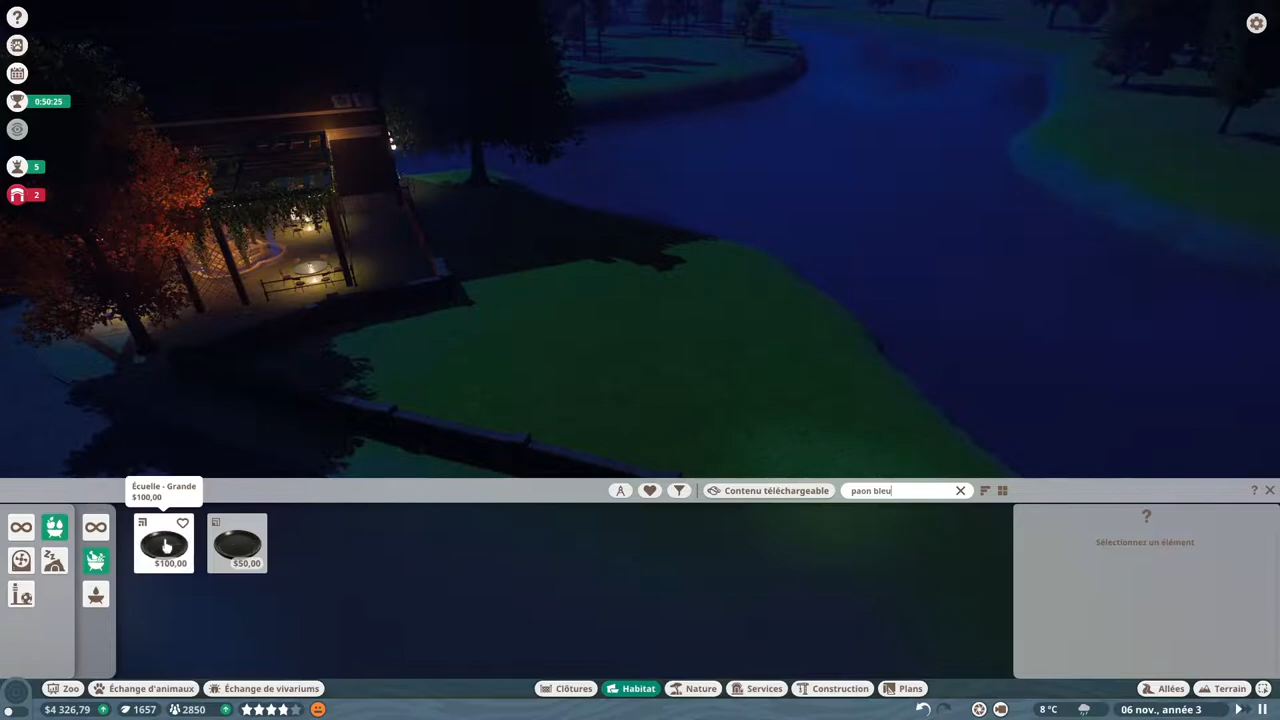 ?
0:50:25
5
2
Écuelle - Grande
$100,00
Contenu téléchargeable
paon bleu
?
$100,00
$50,00
?
Sélectionnez un élément
Zoo
Échange d'animaux
Échange de vivariums
Clôtures
Habitat
Nature
Services
Construction
Plans
Allées
Terrain
$4 326,79
1657
2850
8 °C
06 nov., année 3